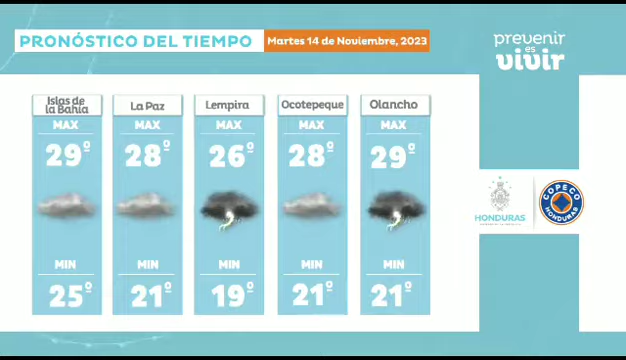 PRONÓSTICO DEL TIEMPO
Martes 14 de Noviembre, 2023
prevenir
es
vivir
Islas de
la Bahía
La Paz
Lempira
Ocotepeque
Olancho
MAX
MAX
MAX
MAX
MAX
29º
28º
26º
28º
29º
MIN
MIN
MIN
MIN
MIN
25º
21º
19º
21º
21º
HONDURAS
COPECO
HONDURAS